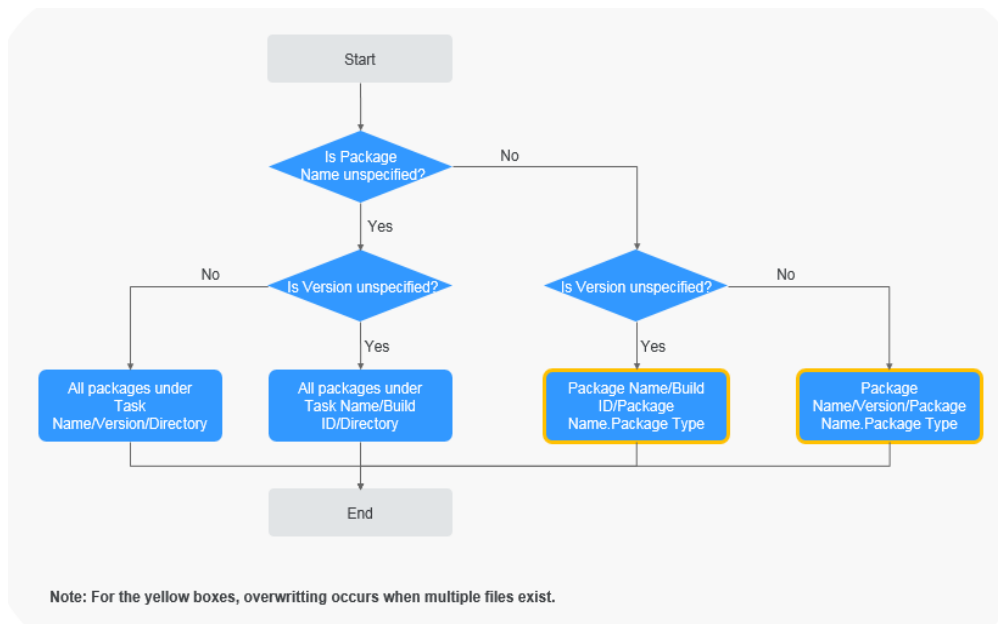 Start
Is Package
Name unspecified?
No
Yes
No
Is Version unspecified?
Is Version unspecified?
No
Yes
Yes
All packages under
Task
Name/Version/Directory
All packages under
Task Name/Build
ID/Directory
Package Name/Build
ID/Package
Name.Package Type
Package
Name/Version/Package
Name.Package Type
End
Note: For the yellow boxes, overwritting occurs when multiple files exist.